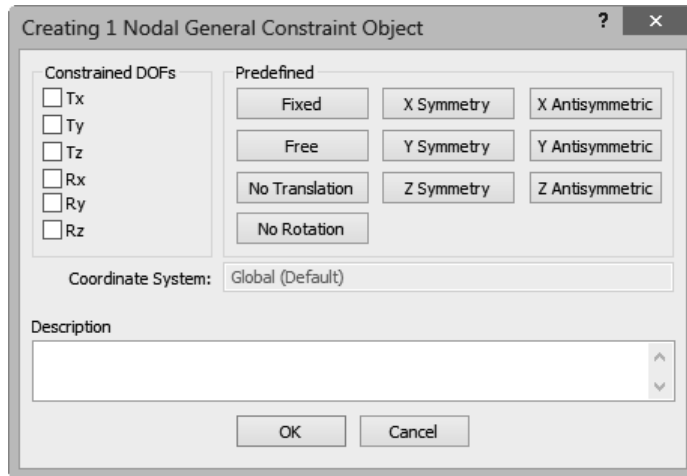 Creating 1 Nodal General Constraint Object
?
Constrained DOFs
Tx
Ty
Tz
Rx
Ry
Rz
Predefined
Fixed X Symmetry X Antisymmetric
Free Y Symmetry Y Antisymmetric
No Translation Z Symmetry Z Antisymmetric
No Rotation
Coordinate System: Global (Default)
Description
OK Cancel